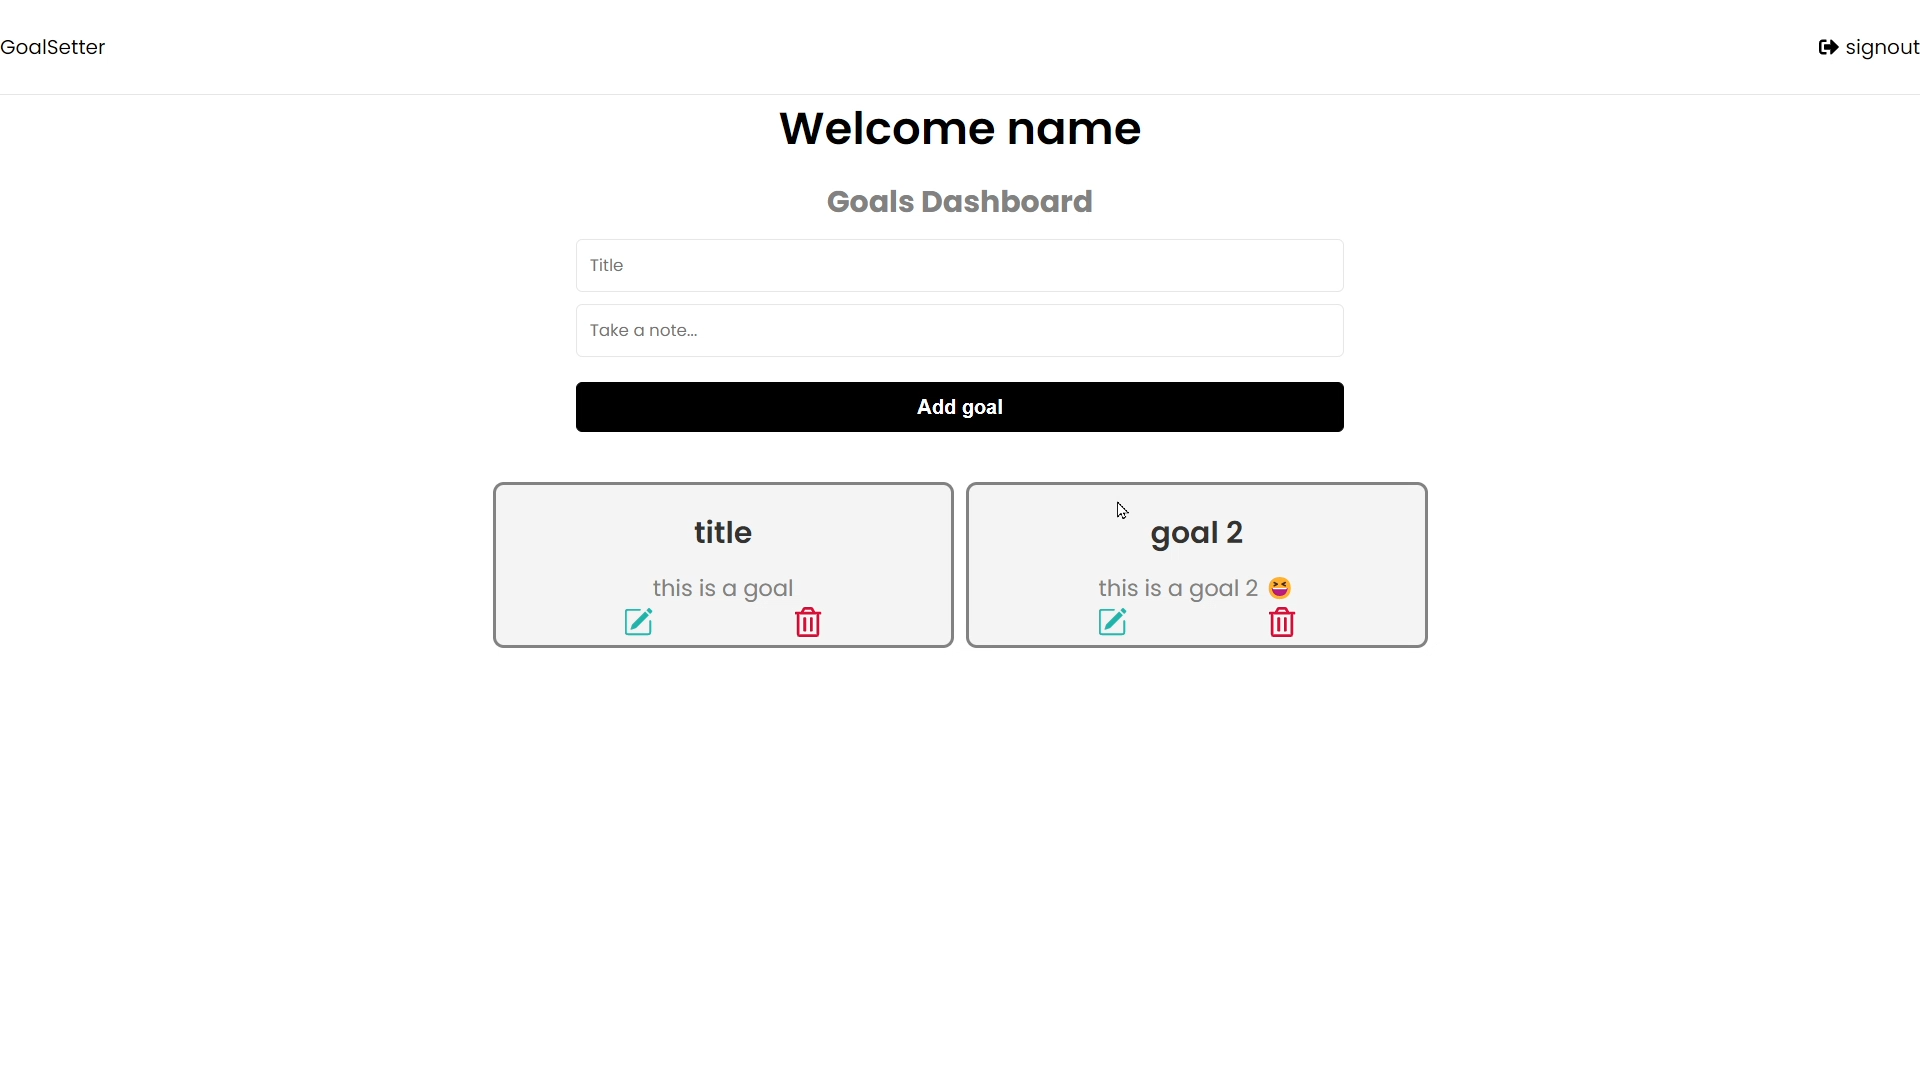 GoalSetter
signout
Welcome name
Goals Dashboard
Title
Take a note...
Add goal
title
this is a goal
goal 2
this is a goal 2 😆